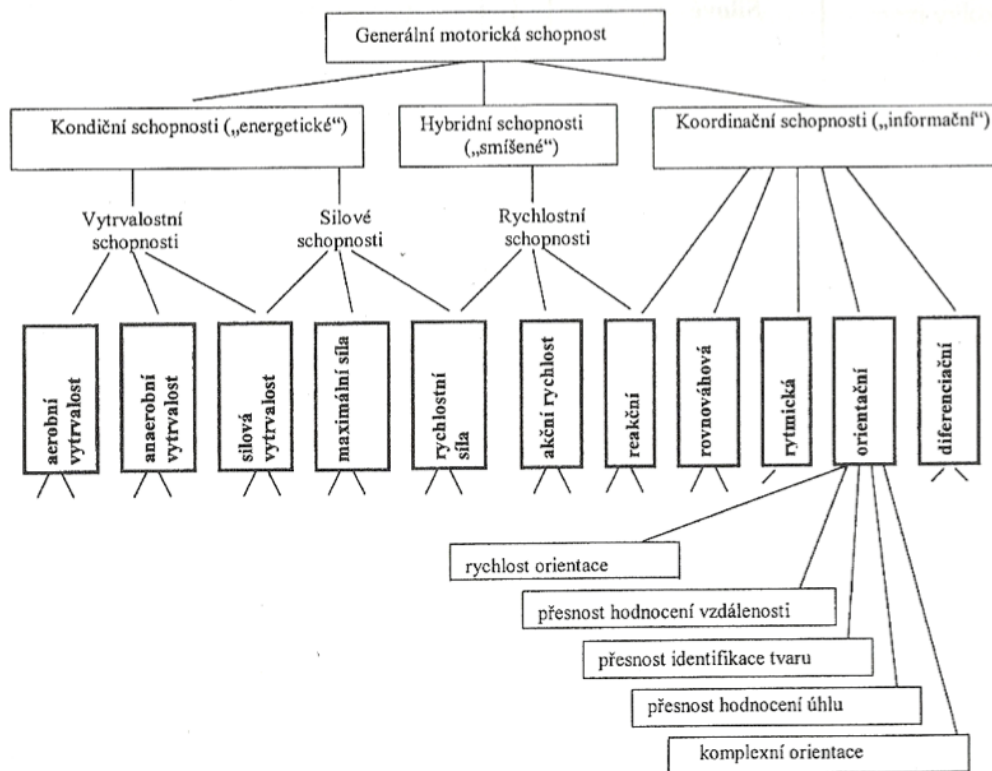 Generální motorická schopnost
Kondiční schopnosti („energetické“)
Hybridní schopnosti
(„smíšené“)
Koordinační schopnosti („informační“)
Vytrvalostní
schopnosti
Silové
schopnosti
Rychlostní
schopnosti
aerobní
vytrvalost
anaerobní
vytrvalost
silová
vytrvalost
maximální síla
rychlostní
síla
akční rychlost
reakční
rovnováhová
rytmická
orientační
diferenciační
rychlost orientace
přesnost hodnocení vzdálenosti
přesnost identifikace tvaru
přesnost hodnocení úhlu
komplexní orientace